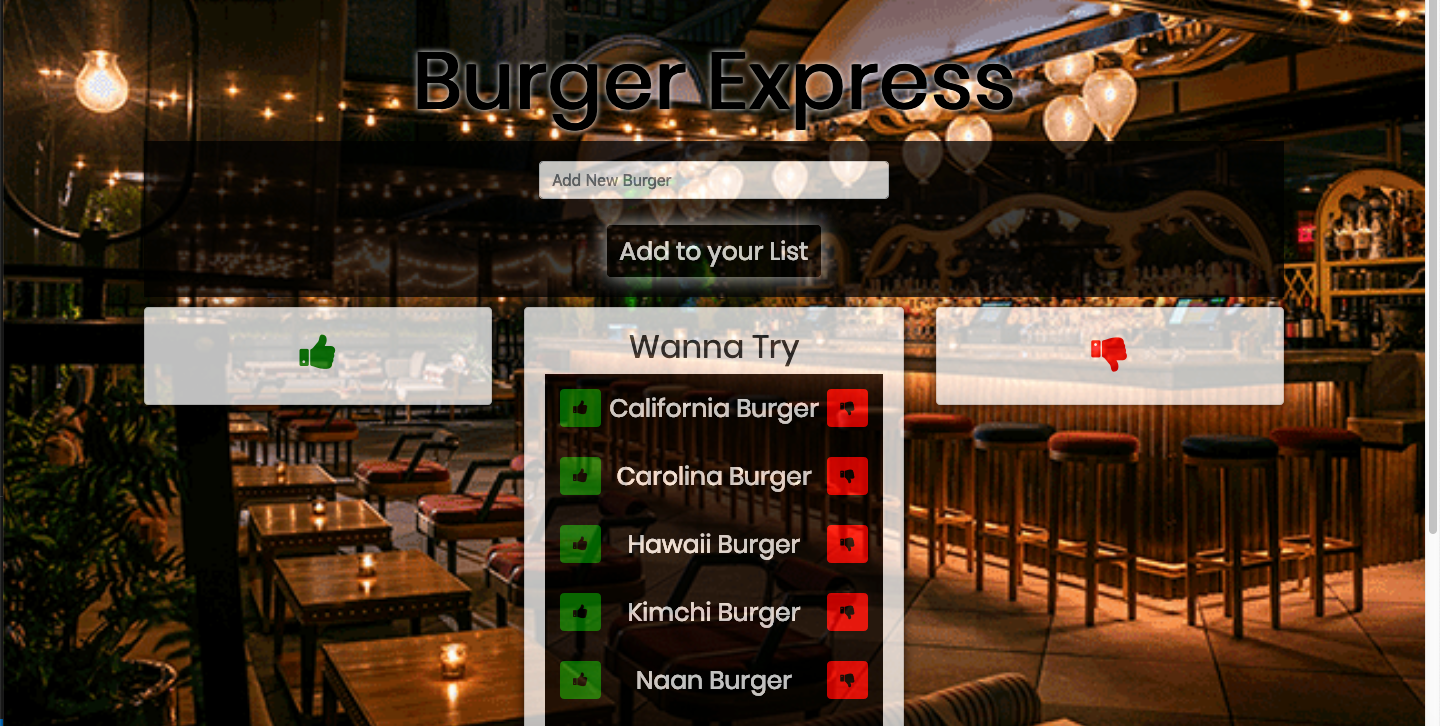 Burger Express
Add New Burger
Add to your List
Wanna Try
California Burger
Carolina Burger
Hawaii Burger
Kimchi Burger
Naan Burger